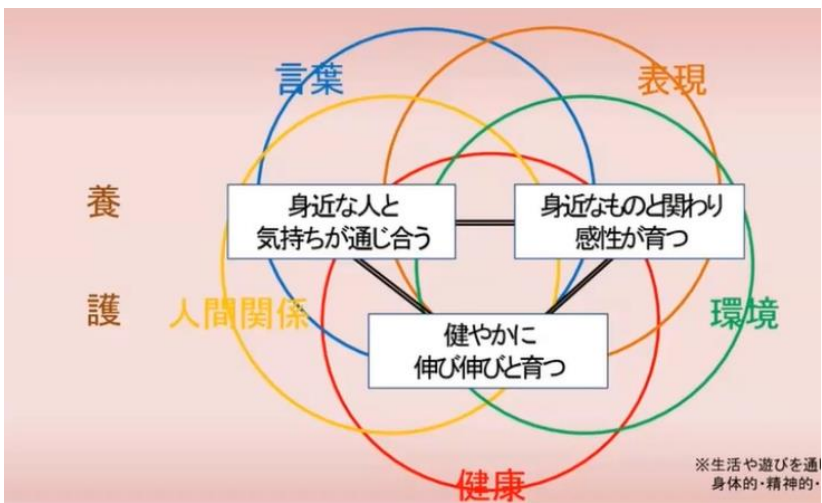 言葉
表現
養
護
身近な人と
気持ちが通じ合う
身近なものと関わり
感性が育つ
人間関係
環境
健やかに
伸び伸びと育つ
健康
※生活や遊びを通
身体的・精神的・